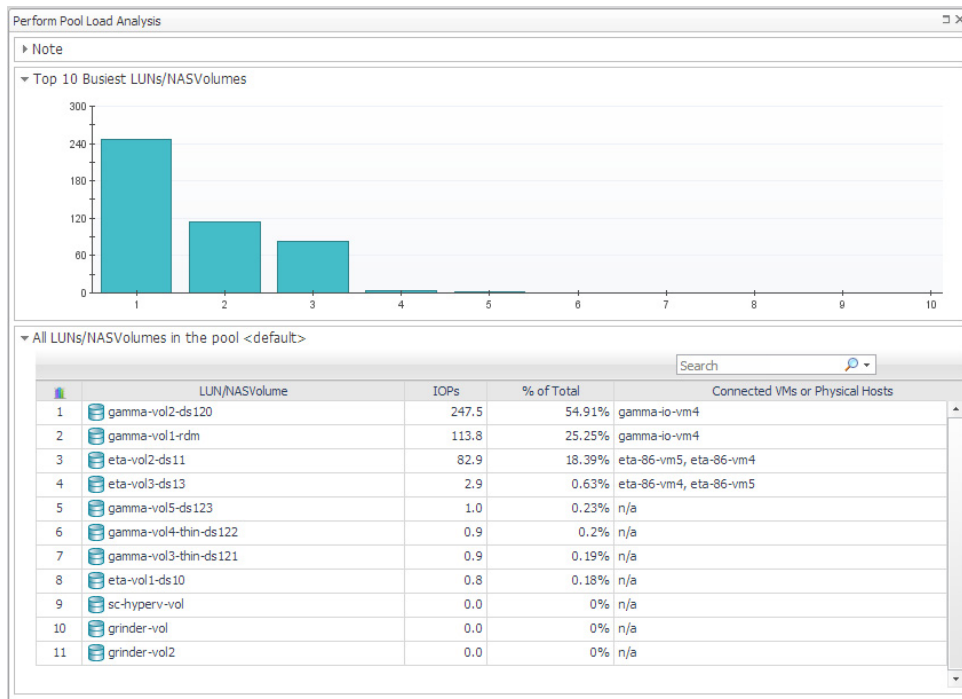 Perform Pool Load Analysis
Note
Top 10 Busiest LUNs/NASVolumes
300
240
180
120
60
0
1 2 3 4 5 6 7 8 9 10
All LUNs/NASVolumes in the pool <default>
Search
LUN/NASVolume IOPs % of Total Connected VMs or Physical Hosts
1 gamma-vol2-ds120 247.5 54.91% gamma-io-vm4
2 gamma-vol1-rdm 113.8 25.25% gamma-io-vm4
3 eta-vol2-ds11 82.9 18.39% eta-86-vm5, eta-86-vm4
4 eta-vol3-ds13 2.9 0.63% eta-86-vm4, eta-86-vm5
5 gamma-vol5-ds123 1.0 0.23% n/a
6 gamma-vol4-thin-ds122 0.9 0.2% n/a
7 gamma-vol3-thin-ds121 0.9 0.19% n/a
8 eta-vol1-ds10 0.8 0.18% n/a
9 sc-hyperv-vol 0.0 0% n/a
10 grinder-vol 0.0 0% n/a
11 grinder-vol2 0.0 0% n/a